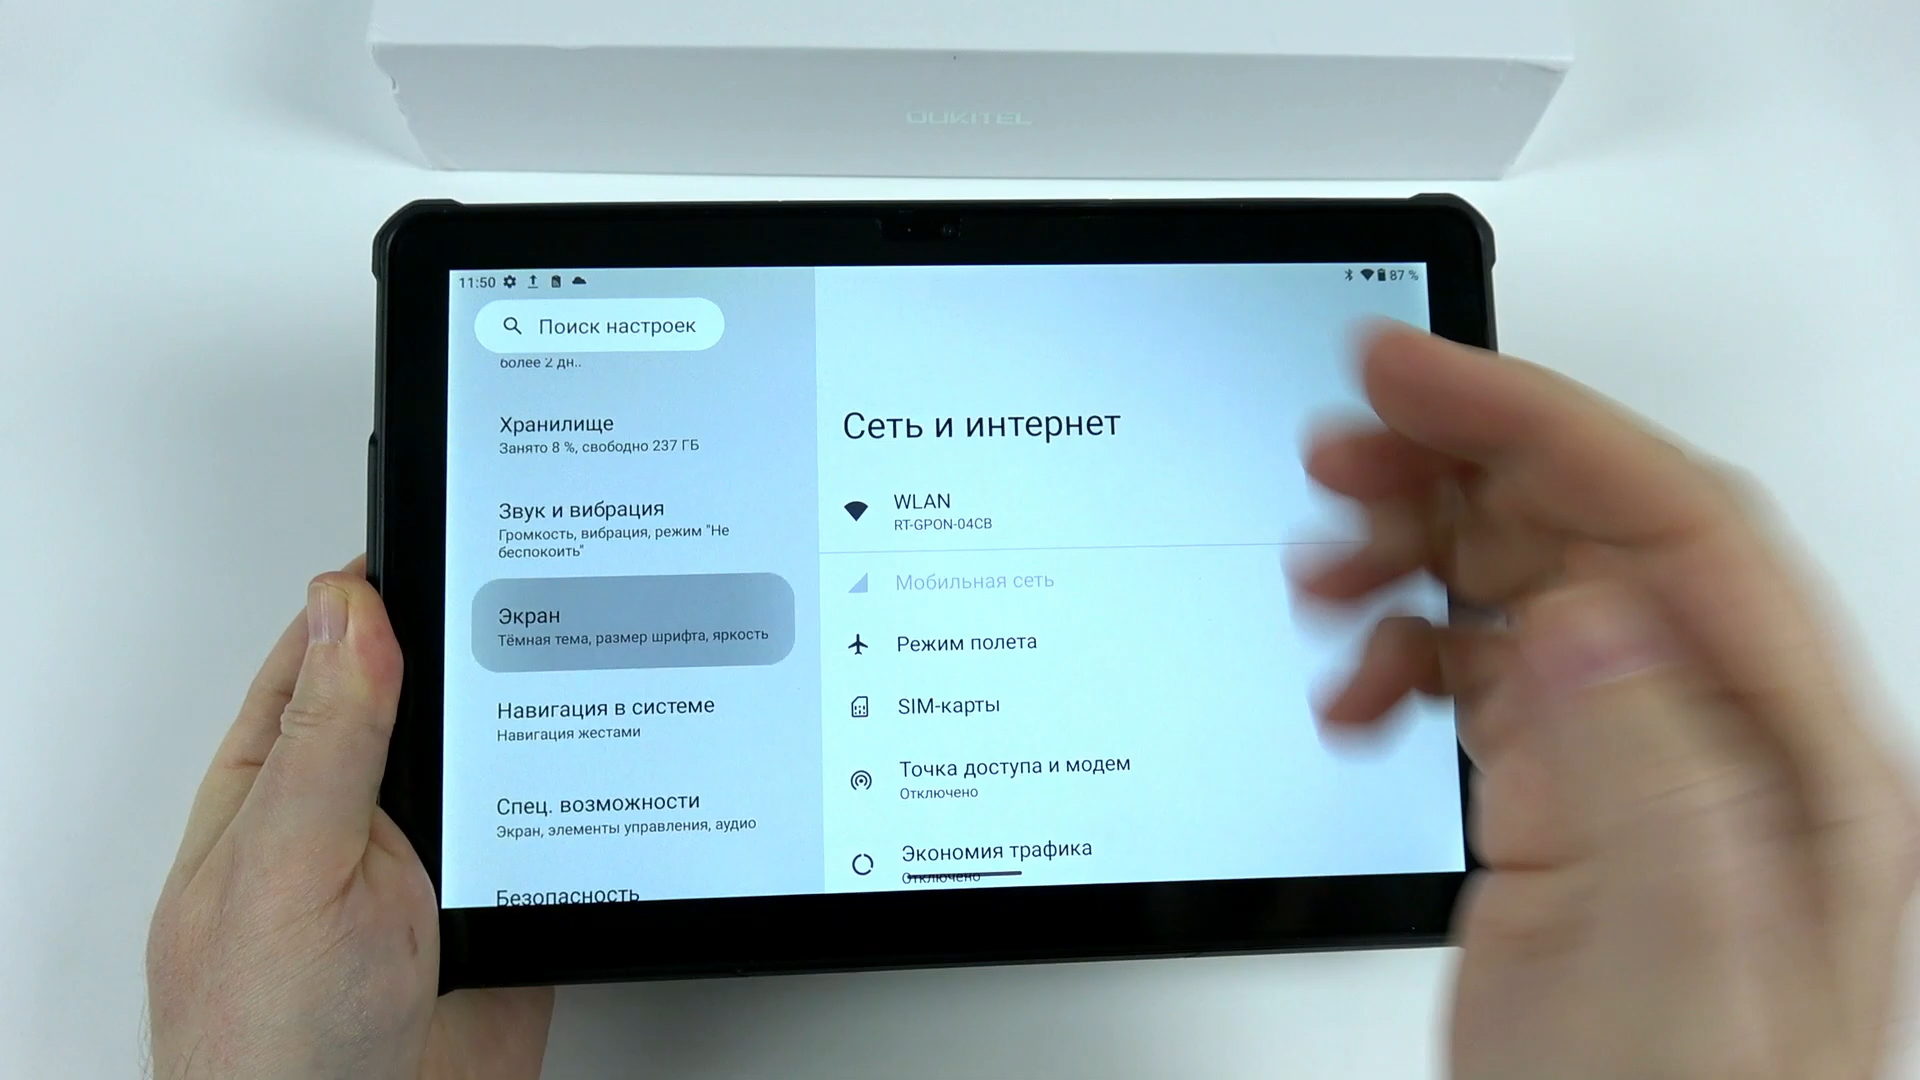 OUKITEL
11:50
87 %
Поиск настроек
более 2 дн..
Хранилище
Занято 8 %, свободно 237 ГБ
Звук и вибрация
Громкость, вибрация, режим "Не
беспокоить"
Экран
Тёмная тема, размер шрифта, яркость
Навигация в системе
Навигация жестами
Спец. возможности
Экран, элементы управления, аудио
Безопасность
Сеть и интернет
WLAN
RT-GPON-04CB
Мобильная сеть
Режим полета
SIM-карты
Точка доступа и модем
Отключено
Экономия трафика
Отключено